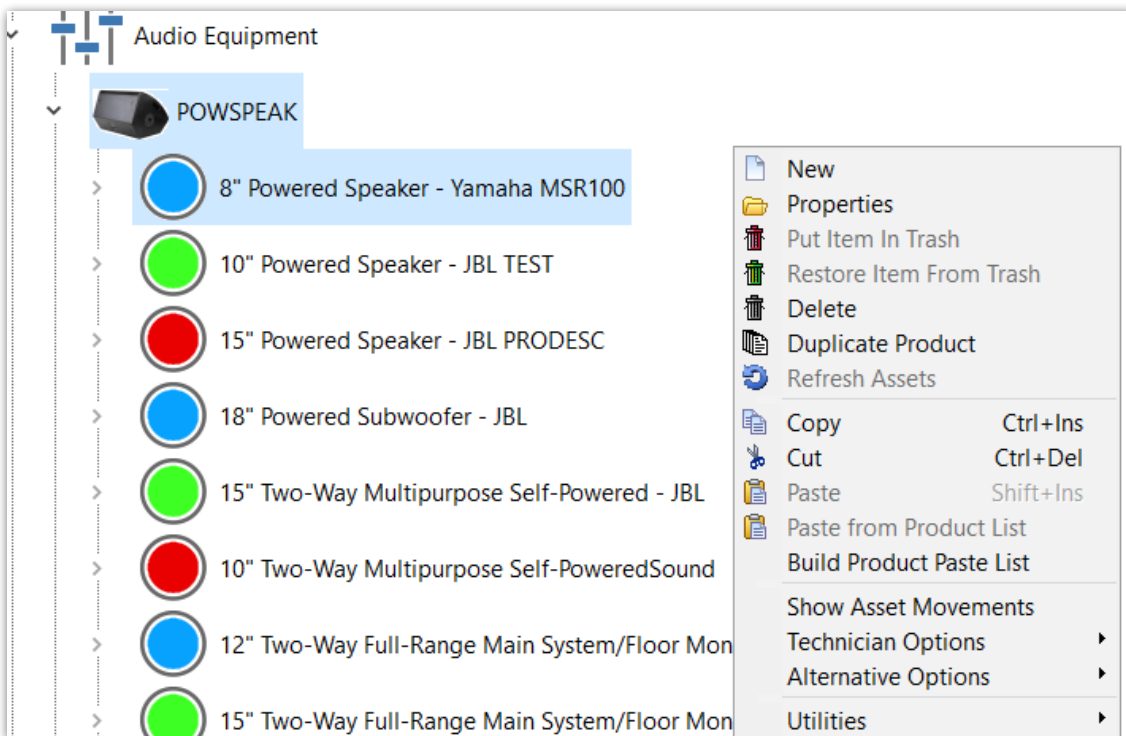 Audio Equipment
POWSPEAK
8" Powered Speaker - Yamaha MSR100
10" Powered Speaker - JBL TEST
15" Powered Speaker - JBL PRODESC
18" Powered Subwoofer - JBL
15" Two-Way Multipurpose Self-Powered - JBL
10" Two-Way Multipurpose Self-PoweredSound
12" Two-Way Full-Range Main System/Floor Mon
15" Two-Way Full-Range Main System/Floor Mon
New
Properties
Put Item In Trash
Restore Item From Trash
Delete
Duplicate Product
Refresh Assets
Copy Ctrl+Ins
Cut Ctrl+Del
Paste Shift+Ins
Paste from Product List
Build Product Paste List
Show Asset Movements
Technician Options
Alternative Options
Utilities